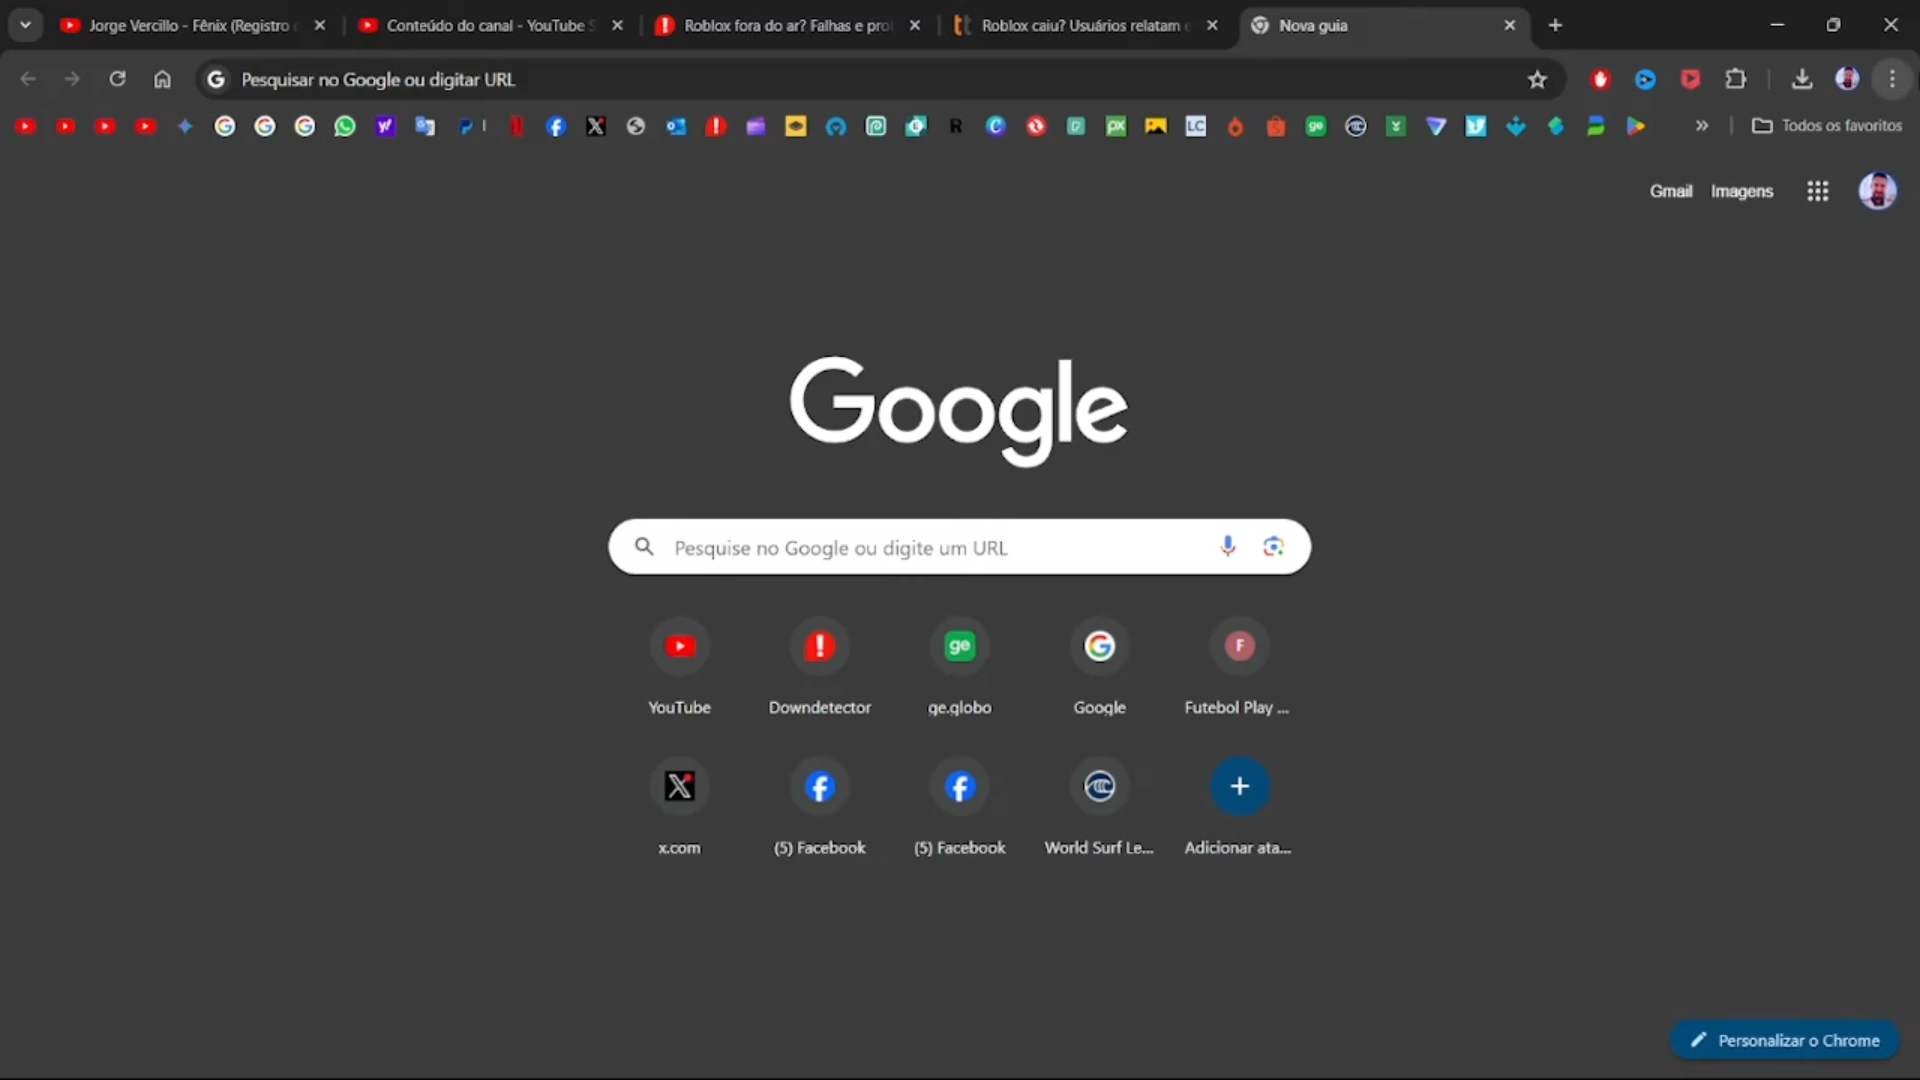 Jorge Vercillo - Fênix (Registro
Conteúdo do canal - YouTube S
Roblox fora do ar? Falhas e pro
Roblox caiu? Usuários relatam
Nova guia
Pesquisar no Google ou digitar URL
Todos os favoritos
Gmail
Imagens
Google
Pesquise no Google ou digite um URL
YouTube
Downdetector
ge.globo
Google
Futebol Play ...
x.com
(5) Facebook
(5) Facebook
World Surf Le...
Adicionar ata...
Personalizar o Chrome